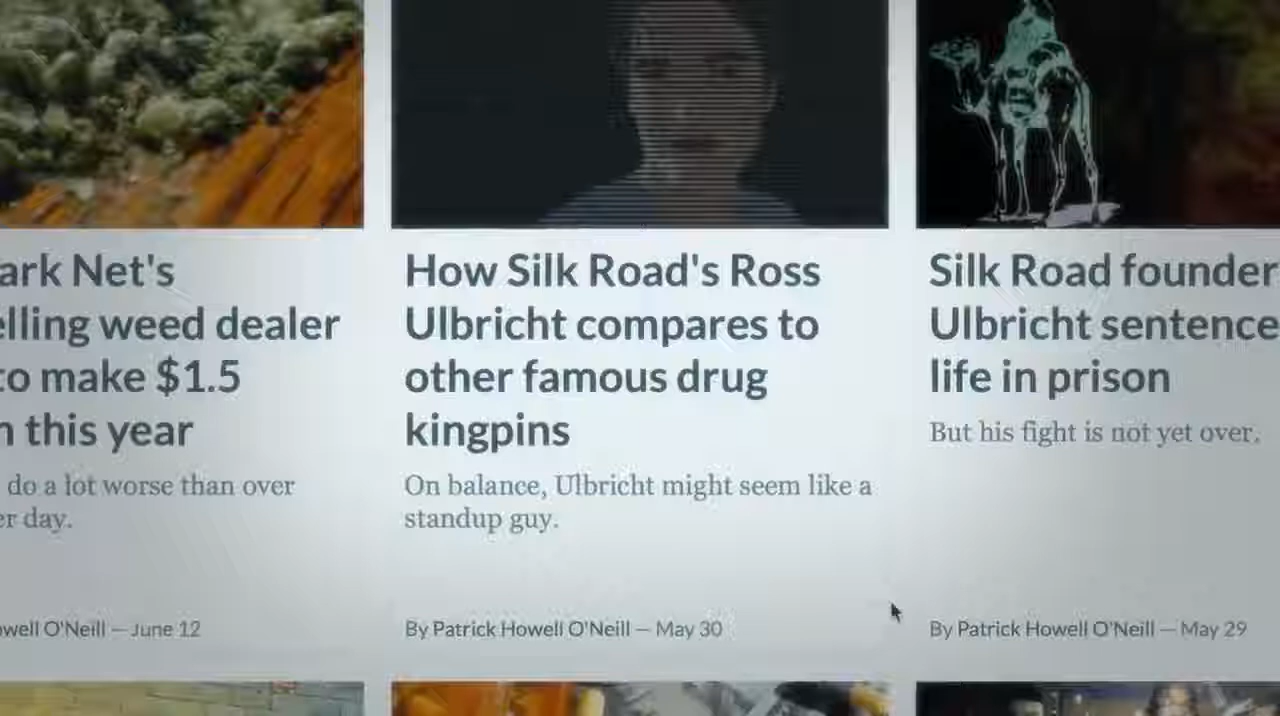 ark Net's
elling weed dealer
to make $1.5
n this year
do a lot worse than over
er day.
owell O'Neill — June 12
How Silk Road's Ross
Ulbricht compares to
other famous drug
kingpins
On balance, Ulbricht might seem like a
standup guy.
By Patrick Howell O'Neill — May 30
Silk Road founder
Ulbricht sentence
life in prison
But his fight is not yet over.
By Patrick Howell O'Neill — May 29